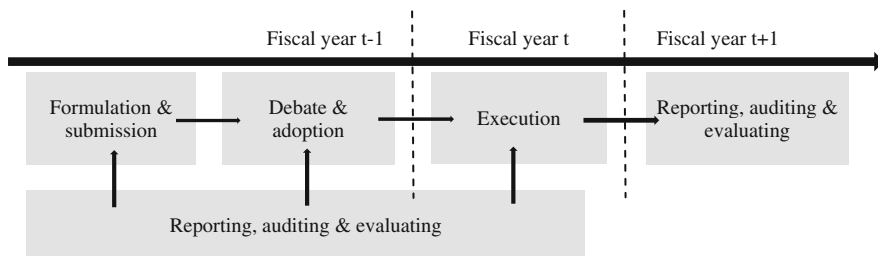 Fiscal year t-1
Fiscal year t
Fiscal year t+1
Formulation &
submission
Debate &
adoption
Execution
Reporting, auditing &
evaluating
Reporting, auditing & evaluating